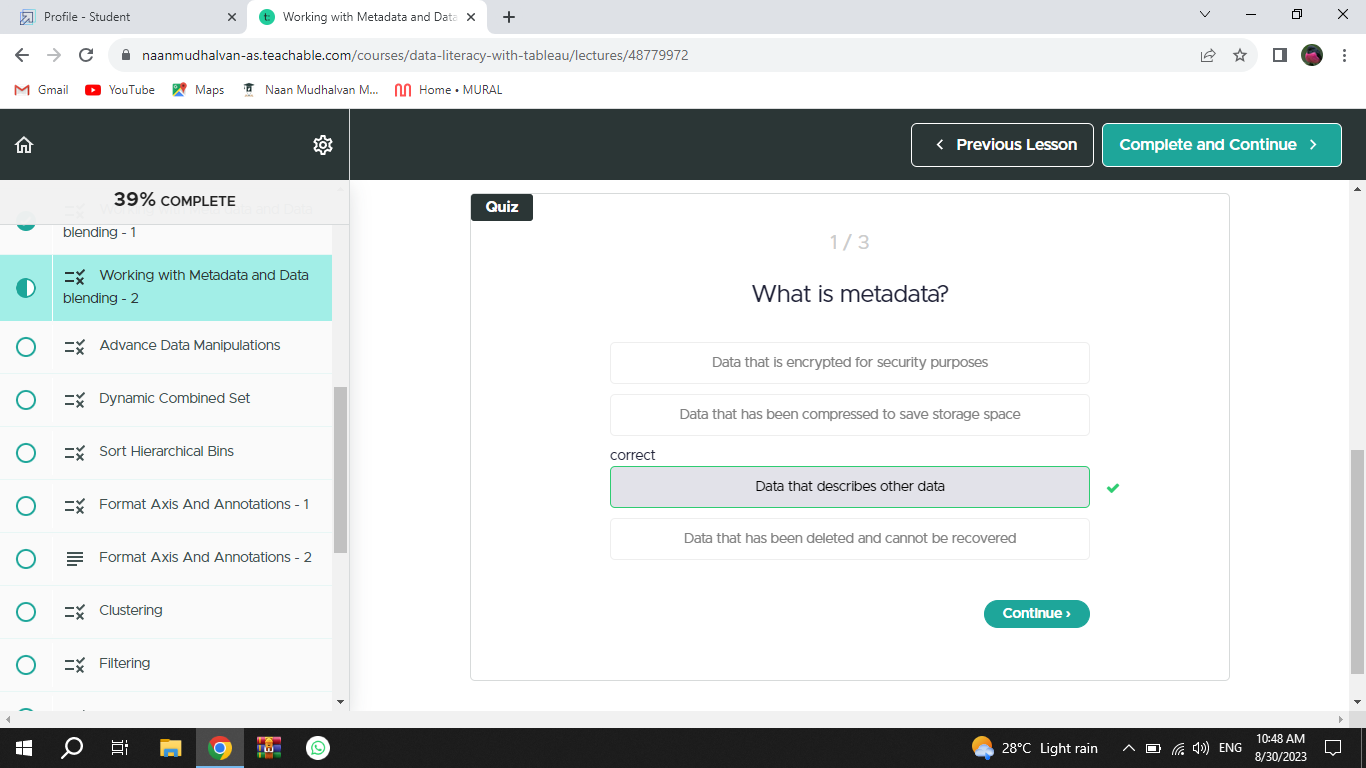 Profile - Student
Working with Metadata and Data
naanmudhalvan-as.teachable.com/courses/data-literacy-with-tableau/lectures/48779972
Gmail
YouTube
Maps
Naan Mudhalvan M...
Home • MURAL
Previous Lesson
Complete and Continue
39% COMPLETE
blending - 1
Working with Metadata and Data
blending - 2
Advance Data Manipulations
Dynamic Combined Set
Sort Hierarchical Bins
Format Axis And Annotations - 1
Format Axis And Annotations - 2
Clustering
Filtering
Quiz
1 / 3
What is metadata?
Data that is encrypted for security purposes
Data that has been compressed to save storage space
correct
Data that describes other data
Data that has been deleted and cannot be recovered
Continue ›
28°C Light rain
ENG
10:48 AM
8/30/2023